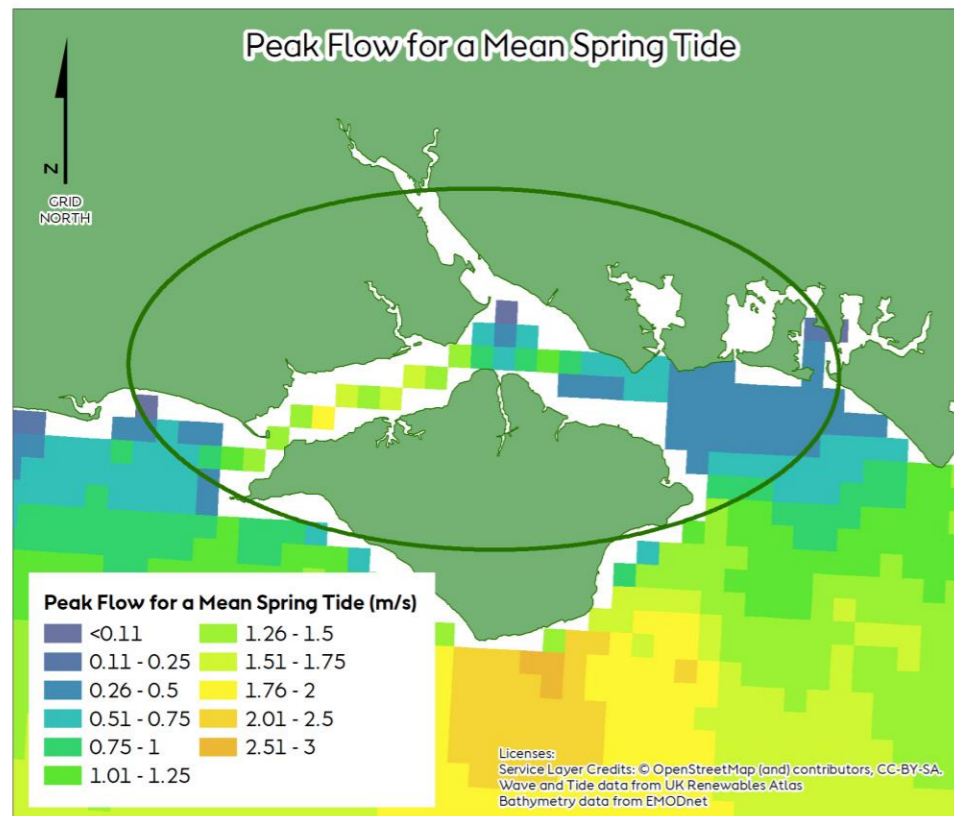 Peak Flow for a Mean Spring Tide
N
GRID
NORTH
Peak Flow for a Mean Spring Tide (m/s)
<0.11
0.11 - 0.25
0.26 - 0.5
0.51 - 0.75
0.75 - 1
1.01 - 1.25
1.26 - 1.5
1.51 - 1.75
1.76 - 2
2.01 - 2.5
2.51 - 3
Licenses:
Service Layer Credits: © OpenStreetMap (and) contributors, CC-BY-SA.
Wave and Tide data from UK Renewables Atlas
Bathymetry data from EMODnet